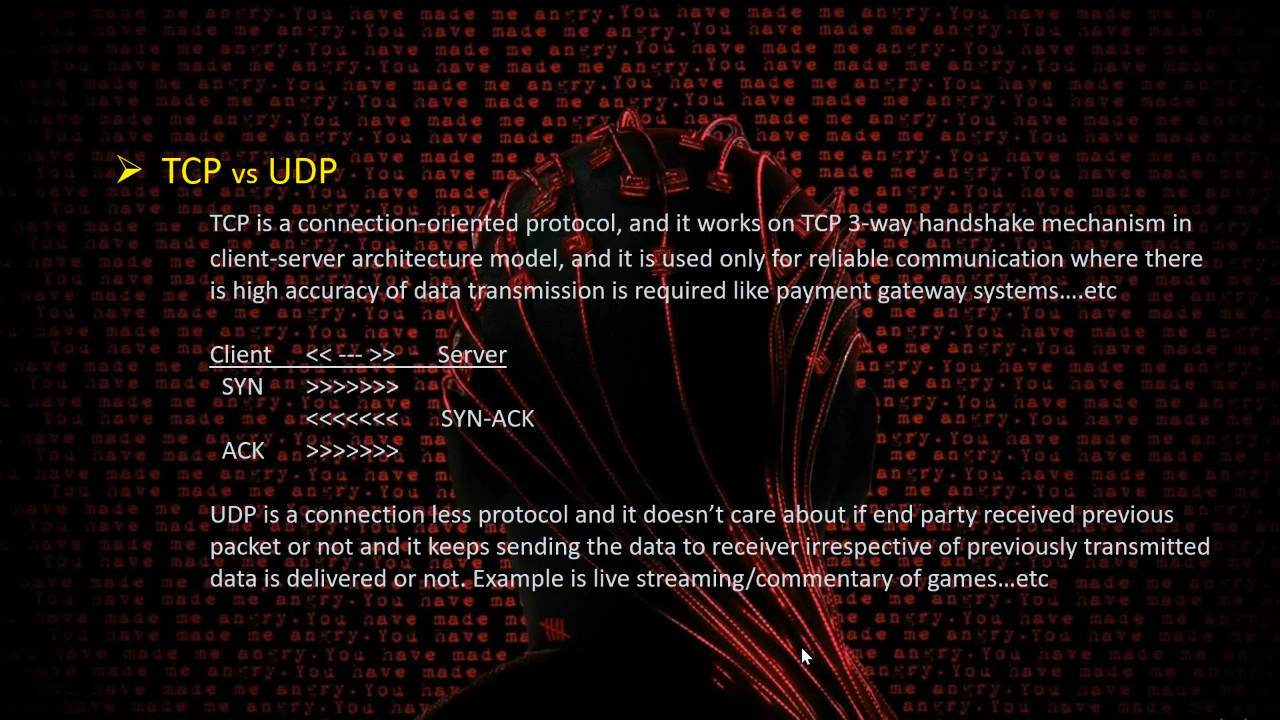 ➢ TCP vs UDP
TCP is a connection-oriented protocol, and it works on TCP 3-way handshake mechanism in
client-server architecture model, and it is used only for reliable communication where there
is high accuracy of data transmission is required like payment gateway systems....etc
Client << --- >> Server
SYN >>>>>>>
<<<<<<< SYN-ACK
ACK >>>>>>>
UDP is a connection less protocol and it doesn’t care about if end party received previous
packet or not and it keeps sending the data to receiver irrespective of previously transmitted
data is delivered or not. Example is live streaming/commentary of games...etc